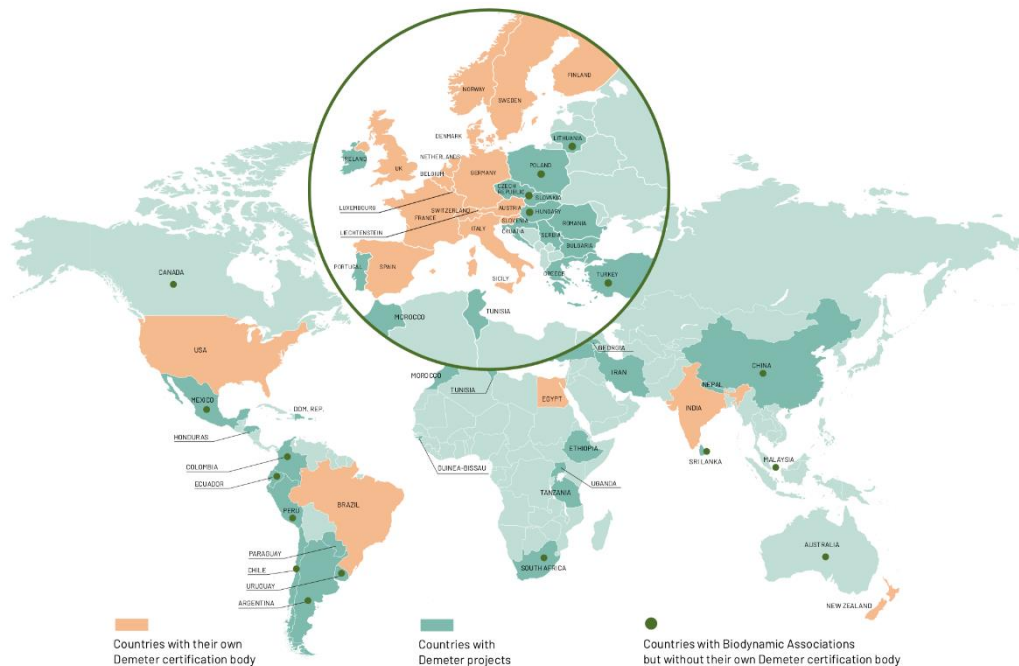 FINLAND
NORWAY
SWEDEN
DENMARK
LITHUANIA
IRELAND
NETHERLANDS
POLAND
UK
BELGIUM
GERMANY
CZECH
REPUBLIC
LUXEMBOURG
SLOVAKIA
SWITZERLAND
AUSTRIA
HUNGARY
FRANCE
SLOVENIA
ROMANIA
LIECHTENSTEIN
ITALY
CROATIA
SERBIA
BULGARIA
PORTUGAL
SPAIN
SICILY
GREECE
TURKEY
MOROCCO
TUNISIA
CANADA
USA
GEORGIA
CHINA
MOROCCO
IRAN
TUNISIA
NEPAL
MEXICO
EGYPT
DOM. REP.
INDIA
HONDURAS
ETHIOPIA
COLOMBIA
GUINEA-BISSAU
SRI LANKA
MALAYSIA
ECUADOR
UGANDA
TANZANIA
BRAZIL
PERU
PARAGUAY
AUSTRALIA
CHILE
SOUTH AFRICA
URUGUAY
ARGENTINA
NEW ZEALAND
Countries with their own
Demeter certification body
Countries with
Demeter projects
Countries with Biodynamic Associations
but without their own Demeter certification body